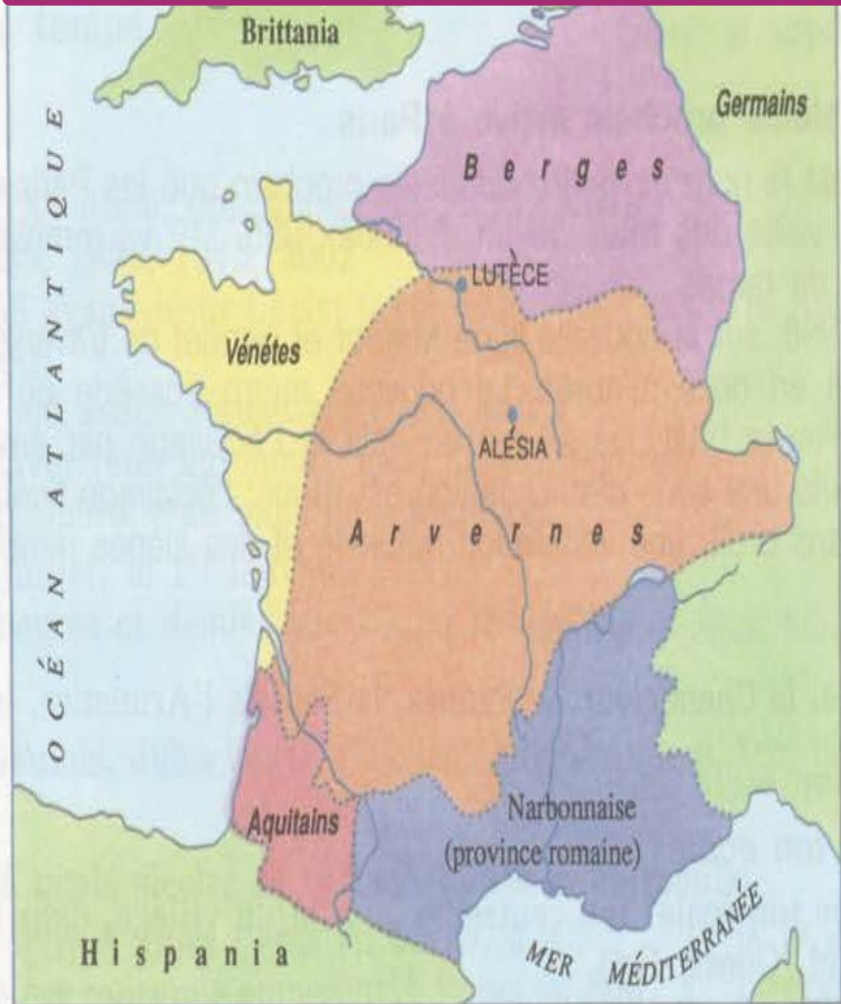 Brittania
Germains
Berges
OCÉAN ATLANTIQUE
LUTÈCE
Vénétes
ALÉSIA
Arvernes
Narbonnaise
(province romaine)
Aquitains
Hispania
MER MÉDITERRANÉE